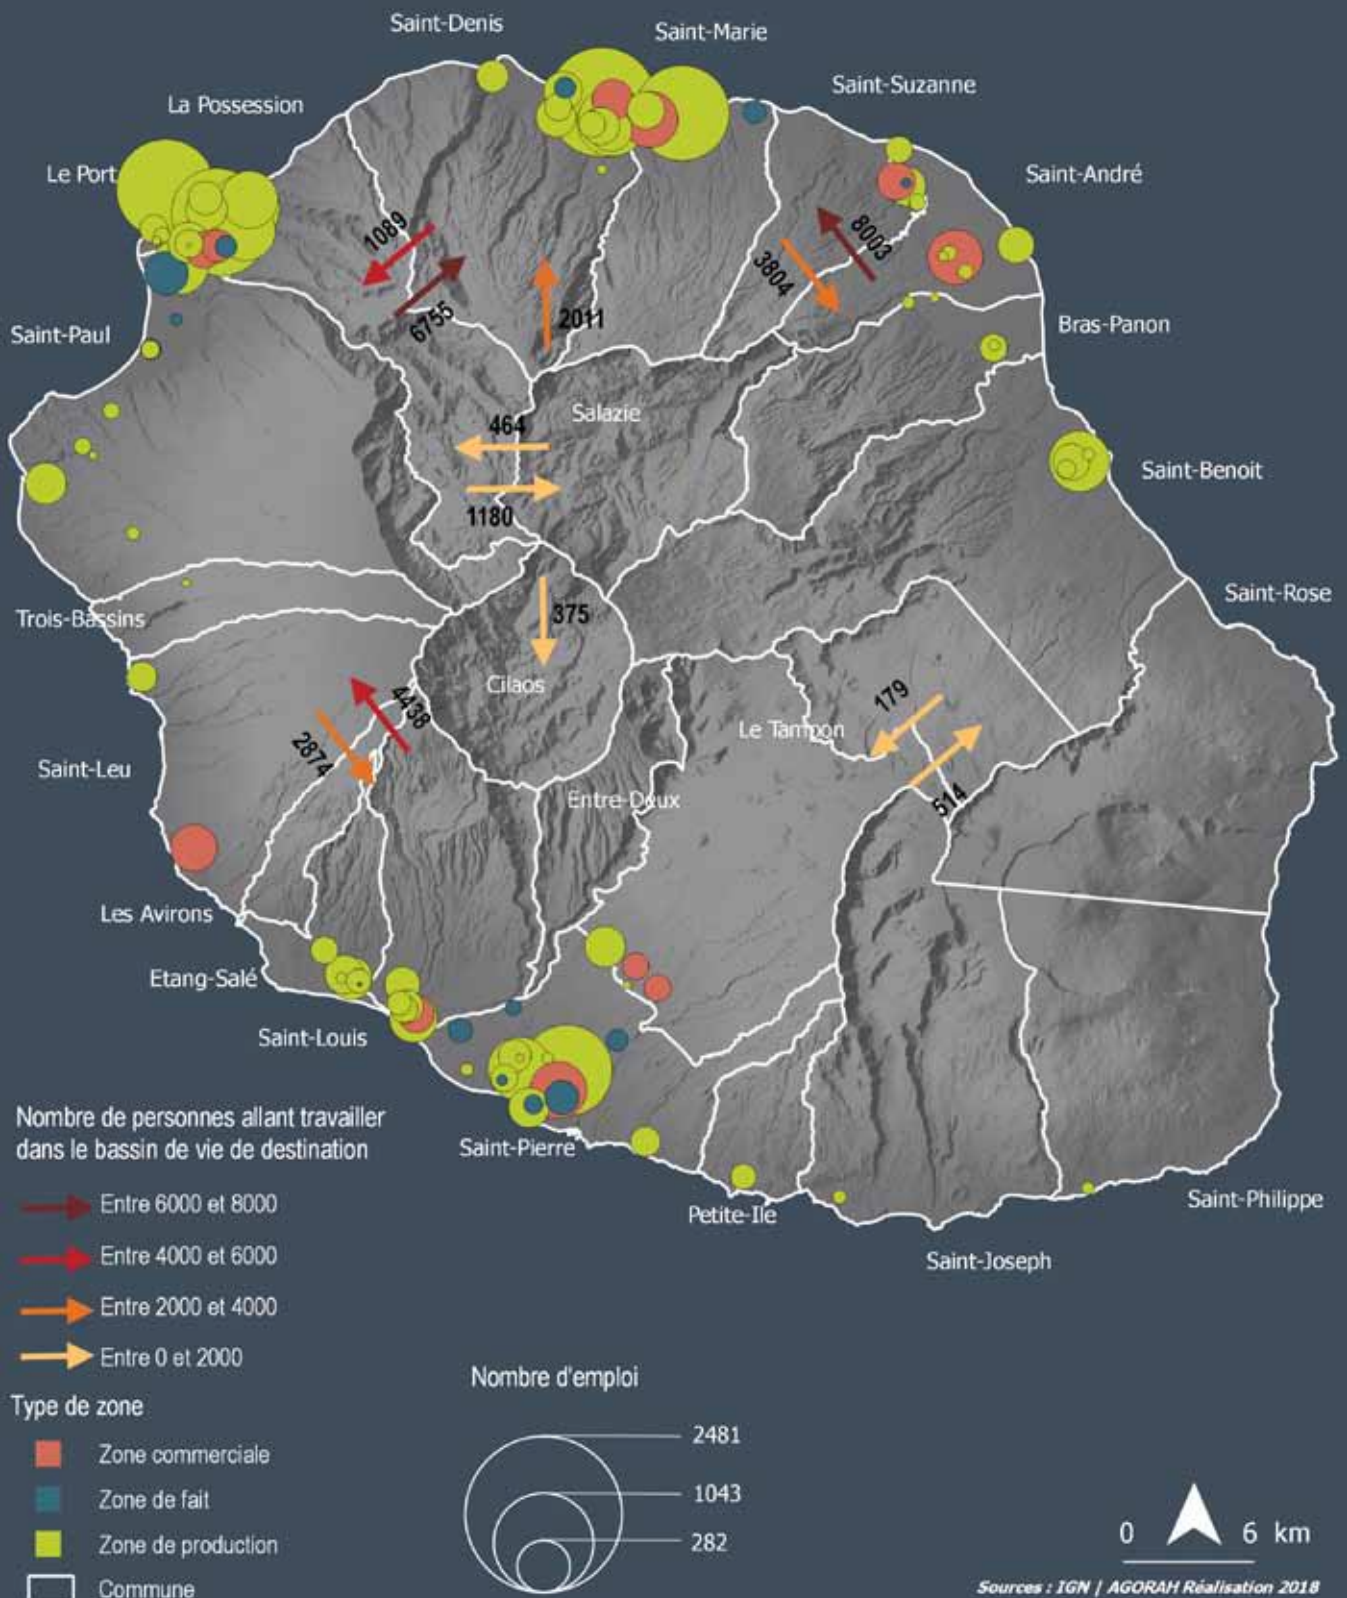 Saint-Denis
Saint-Marie
Saint-Suzanne
La Possession
Le Port
Saint-André
1089
8003
3804
6755
2011
Saint-Paul
Bras-Panon
Salazie
464
Saint-Benoit
1180
Saint-Rose
Trois-Bassins
375
Cilaos
179
4438
Le Tampon
2874
Saint-Leu
Entre-Deux
514
Les Avirons
Etang-Salé
Saint-Louis
Saint-Pierre
Petite-Ile
Saint-Philippe
Saint-Joseph
Nombre de personnes allant travailler
dans le bassin de vie de destination
Entre 6000 et 8000
Entre 4000 et 6000
Entre 2000 et 4000
Entre 0 et 2000
Type de zone
Zone commerciale
Zone de fait
Zone de production
Commune
Nombre d'emploi
2481
1043
282
0 6 km
Sources : IGN | AGORAH Réalisation 2018